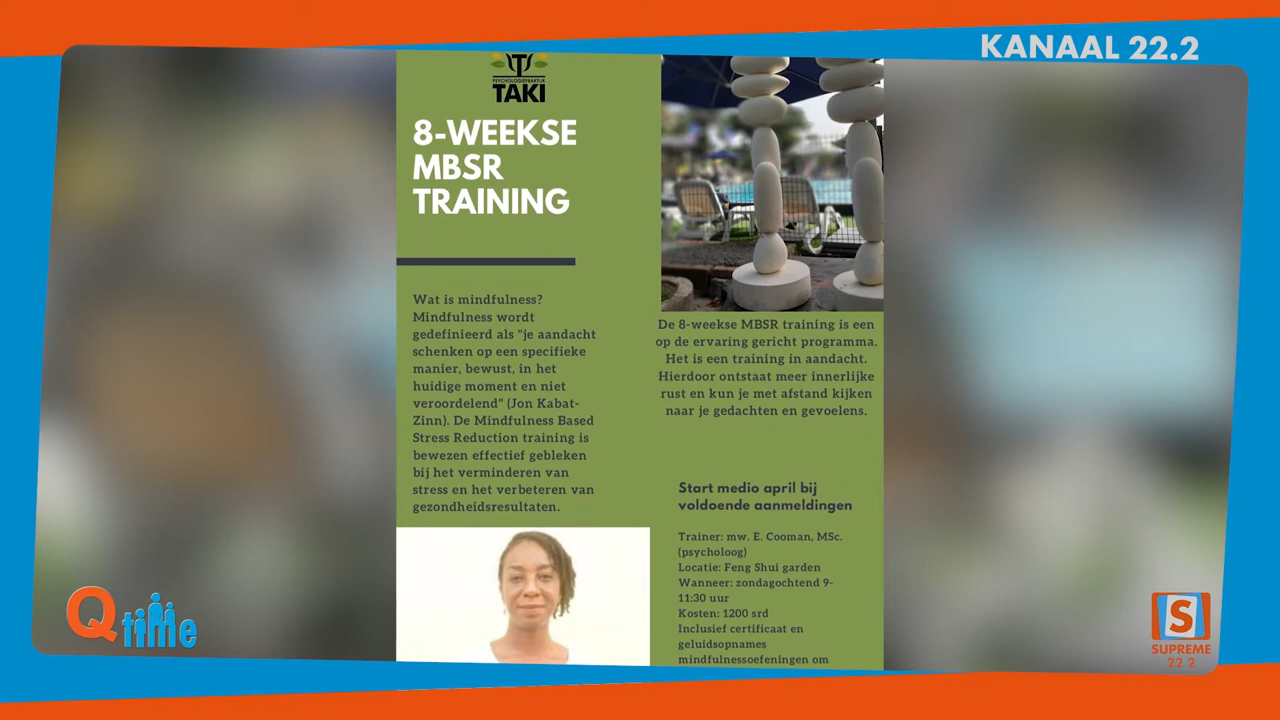 KANAAL 22.2
PSYCHOLOGIEPRAKTIJK
TAKI
8-WEEKSE
MBSR
TRAINING
Wat is mindfulness?
Mindfulness wordt
gedefinieerd als "je aandacht
schenken op een specifieke
manier, bewust, in het
huidige moment en niet
veroordelend" (Jon Kabat-
Zinn). De Mindfulness Based
Stress Reduction training is
bewezen effectief gebleken
bij het verminderen van
stress en het verbeteren van
gezondheidsresultaten.
De 8-weekse MBSR training is een
op de ervaring gericht programma.
Het is een training in aandacht.
Hierdoor ontstaat meer innerlijke
rust en kun je met afstand kijken
naar je gedachten en gevoelens.
Start medio april bij
voldoende aanmeldingen
Trainer: mw. E. Cooman, MSc.
(psycholoog)
Locatie: Feng Shui garden
Wanneer: zondagochtend 9-
11:30 uur
Kosten: 1200 srd
Inclusief certificaat en
geluidsopnames
mindfulnessoefeningen om
Q time
S
SUPREME
22 2